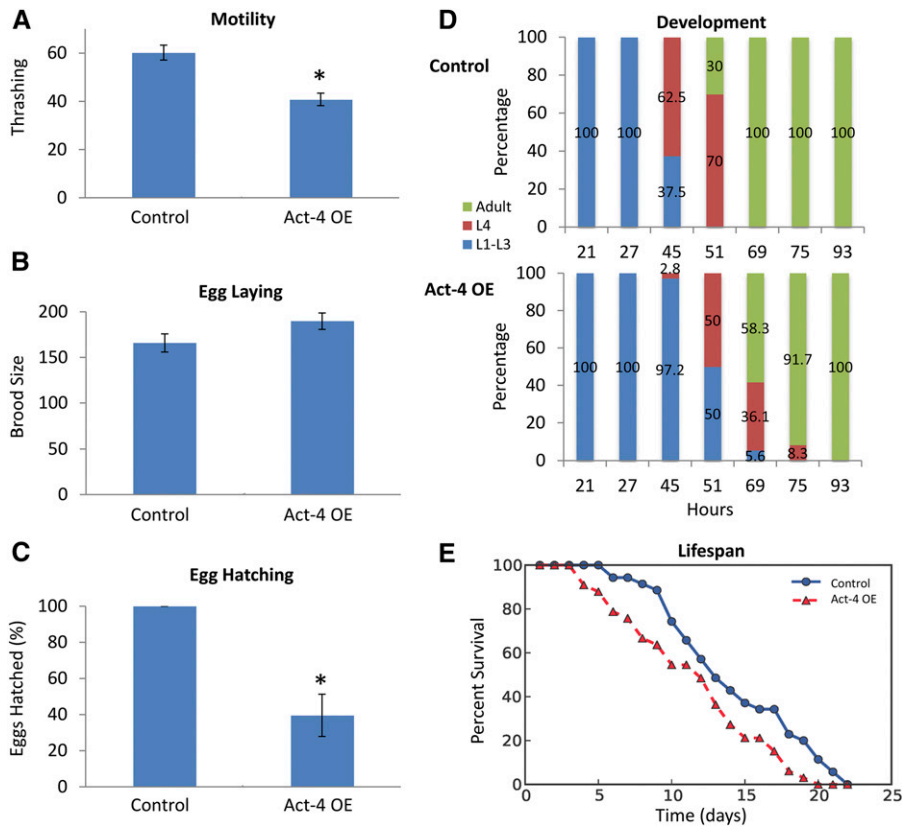 A
Motility
Thrashing
60
40
20
0
*
Control
Act-4 OE
B
Egg Laying
Brood Size
200
150
100
50
0
Control
Act-4 OE
C
Egg Hatching
Eggs Hatched (%)
100
80
60
40
20
0
*
Control
Act-4 OE
D
Development
Control
Percentage
100
80
60
40
20
0
100
100
62.5
37.5
30
70
100
100
100
21 27 45 51 69 75 93
Adult
L4
L1-L3
Act-4 OE
Percentage
100
80
60
40
20
0
100
100
2.8
97.2
50
50
58.3
36.1
5.6
91.7
8.3
100
21 27 45 51 69 75 93
Hours
E
Lifespan
Percent Survival
100
80
60
40
20
0
Control
Act-4 OE
0 5 10 15 20 25
Time (days)